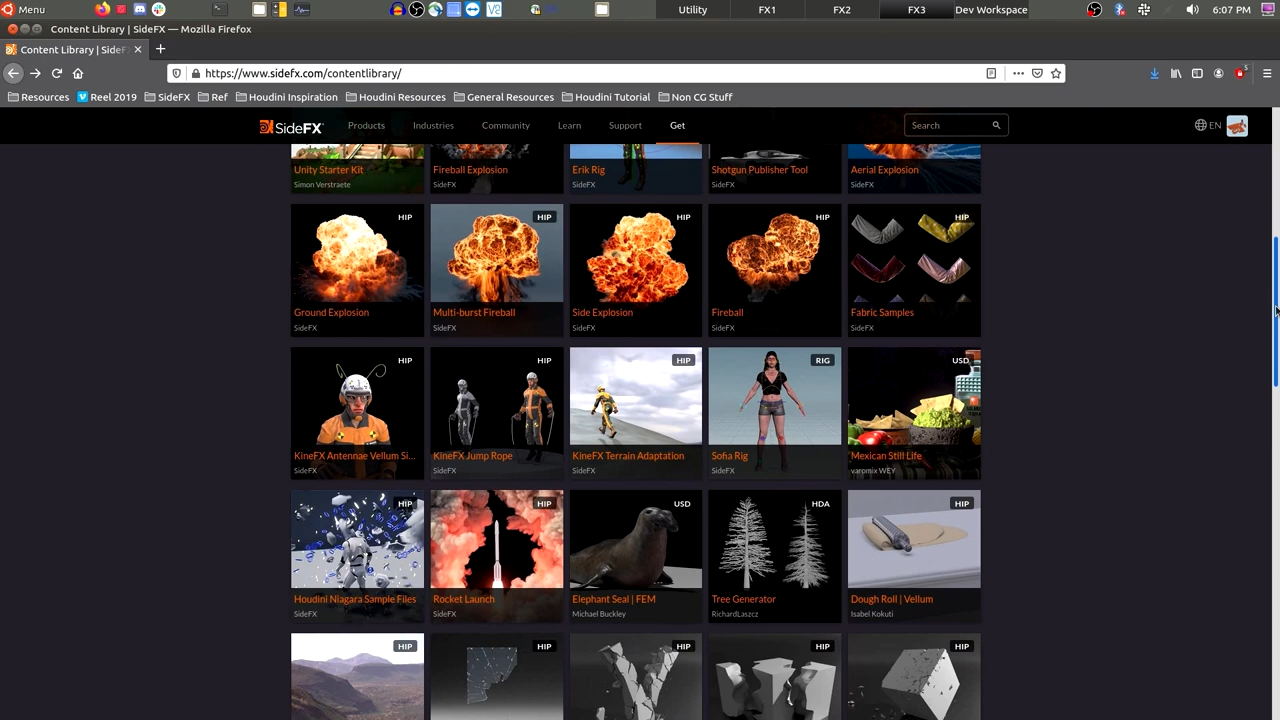 Menu
Utility FX1 FX2 FX3 Dev Workspace
6:07 PM
Content Library | SideFX — Mozilla Firefox
Content Library | SideF
https://www.sidefx.com/contentlibrary/
Resources Reel 2019 SideFX Ref Houdini Inspiration Houdini Resources General Resources Houdini Tutorial Non CG Stuff
SideFX Products Industries Community Learn Support Get Search EN
Unity Starter Kit Fireball Explosion Erik Rig Shotgun Publisher Tool Aerial Explosion
Simon Verstraete SideFX SideFX SideFX SideFX
HIP HIP HIP HIP HIP
Ground Explosion Multi-burst Fireball Side Explosion Fireball Fabric Samples
SideFX SideFX SideFX SideFX SideFX
HIP HIP HIP RIG USD
KineFX Antennae Vellum Si... KineFX Jump Rope KineFX Terrain Adaptation Sofia Rig Mexican Still Life
SideFX SideFX SideFX SideFX varomix WEY
HIP HIP USD HDA HIP
Houdini Niagara Sample Files Rocket Launch Elephant Seal | FEM Tree Generator Dough Roll | Vellum
SideFX SideFX Michael Buckley RichardLaszcz Isabel Kokuti
HIP HIP HIP HIP HIP